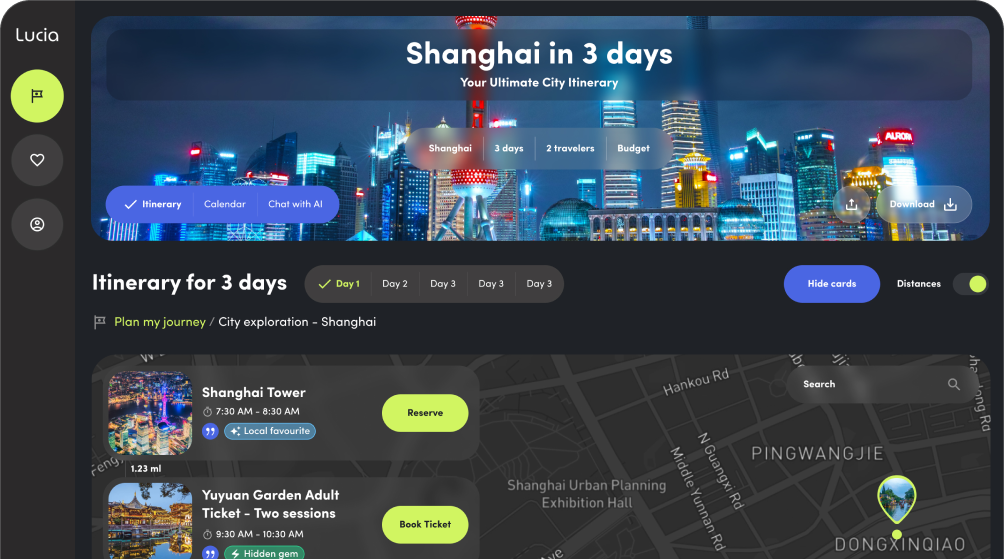 Lucia
Shanghai in 3 days
Your Ultimate City Itinerary
Shanghai
3 days
2 travelers
Budget
AURORA
Itinerary
Calendar
Chat with AI
Download
Itinerary for 3 days
Day 1
Day 2
Day 3
Day 3
Day 3
Hide cards
Distances
Plan my journey / City exploration - Shanghai
Shanghai Tower
7:30 AM - 8:30 AM
Local favourite
Reserve
1.23 ml
Yuyuan Garden Adult
Ticket - Two sessions
9:30 AM - 10:30 AM
Hidden gem
Book Ticket
Search
Hankou Rd
PINGWANGJIE
N Guangxi Rd
Middle Yunnan Rd
Shanghai Urban Planning
Exhibition Hall
DONGXINQIAO